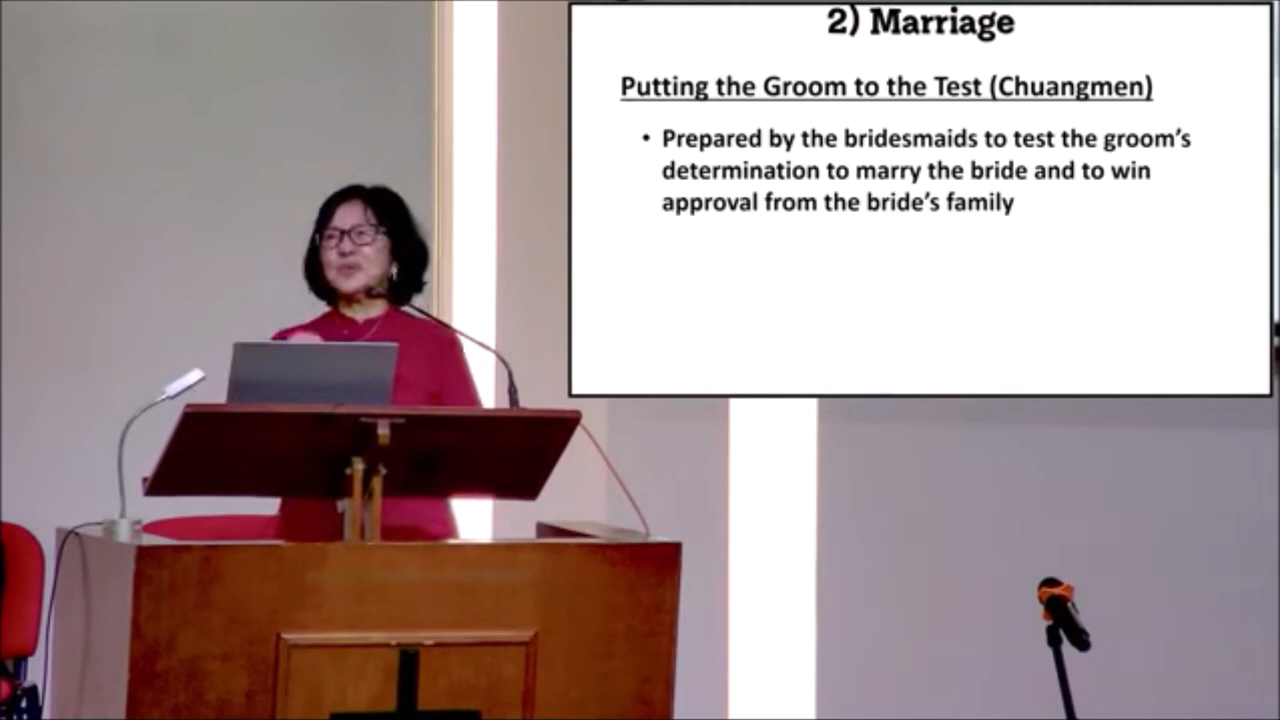 2) Marriage
Putting the Groom to the Test (Chuangmen)
• Prepared by the bridesmaids to test the groom's
determination to marry the bride and to win
approval from the bride's family